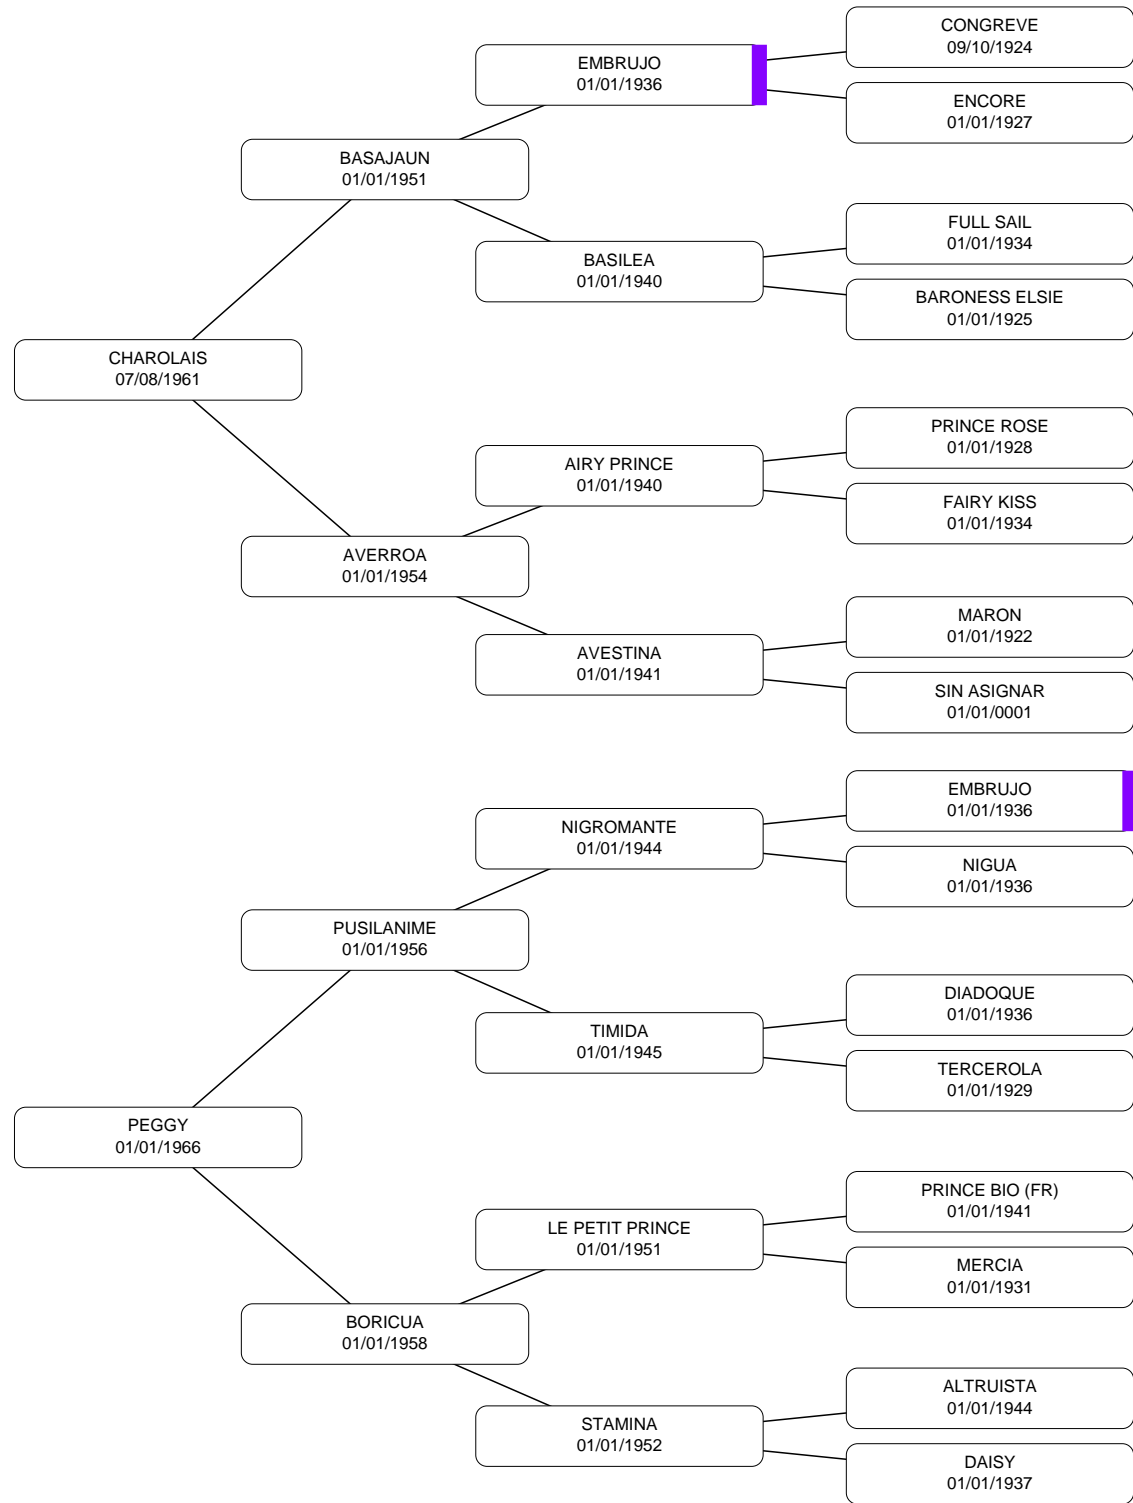 CONGREVE
09/10/1924
EMBRUJO
01/01/1936
ENCORE
01/01/1927
BASAJAUN
01/01/1951
FULL SAIL
01/01/1934
BASILEA
01/01/1940
BARONESS ELSIE
01/01/1925
CHAROLAIS
07/08/1961
PRINCE ROSE
01/01/1928
AIRY PRINCE
01/01/1940
FAIRY KISS
01/01/1934
AVERROA
01/01/1954
MARON
01/01/1922
AVESTINA
01/01/1941
SIN ASIGNAR
01/01/0001
EMBRUJO
01/01/1936
NIGROMANTE
01/01/1944
NIGUA
01/01/1936
PUSILANIME
01/01/1956
DIADOQUE
01/01/1936
TIMIDA
01/01/1945
TERCEROLA
01/01/1929
PEGGY
01/01/1966
PRINCE BIO (FR)
01/01/1941
LE PETIT PRINCE
01/01/1951
MERCIA
01/01/1931
BORICUA
01/01/1958
ALTRUISTA
01/01/1944
STAMINA
01/01/1952
DAISY
01/01/1937